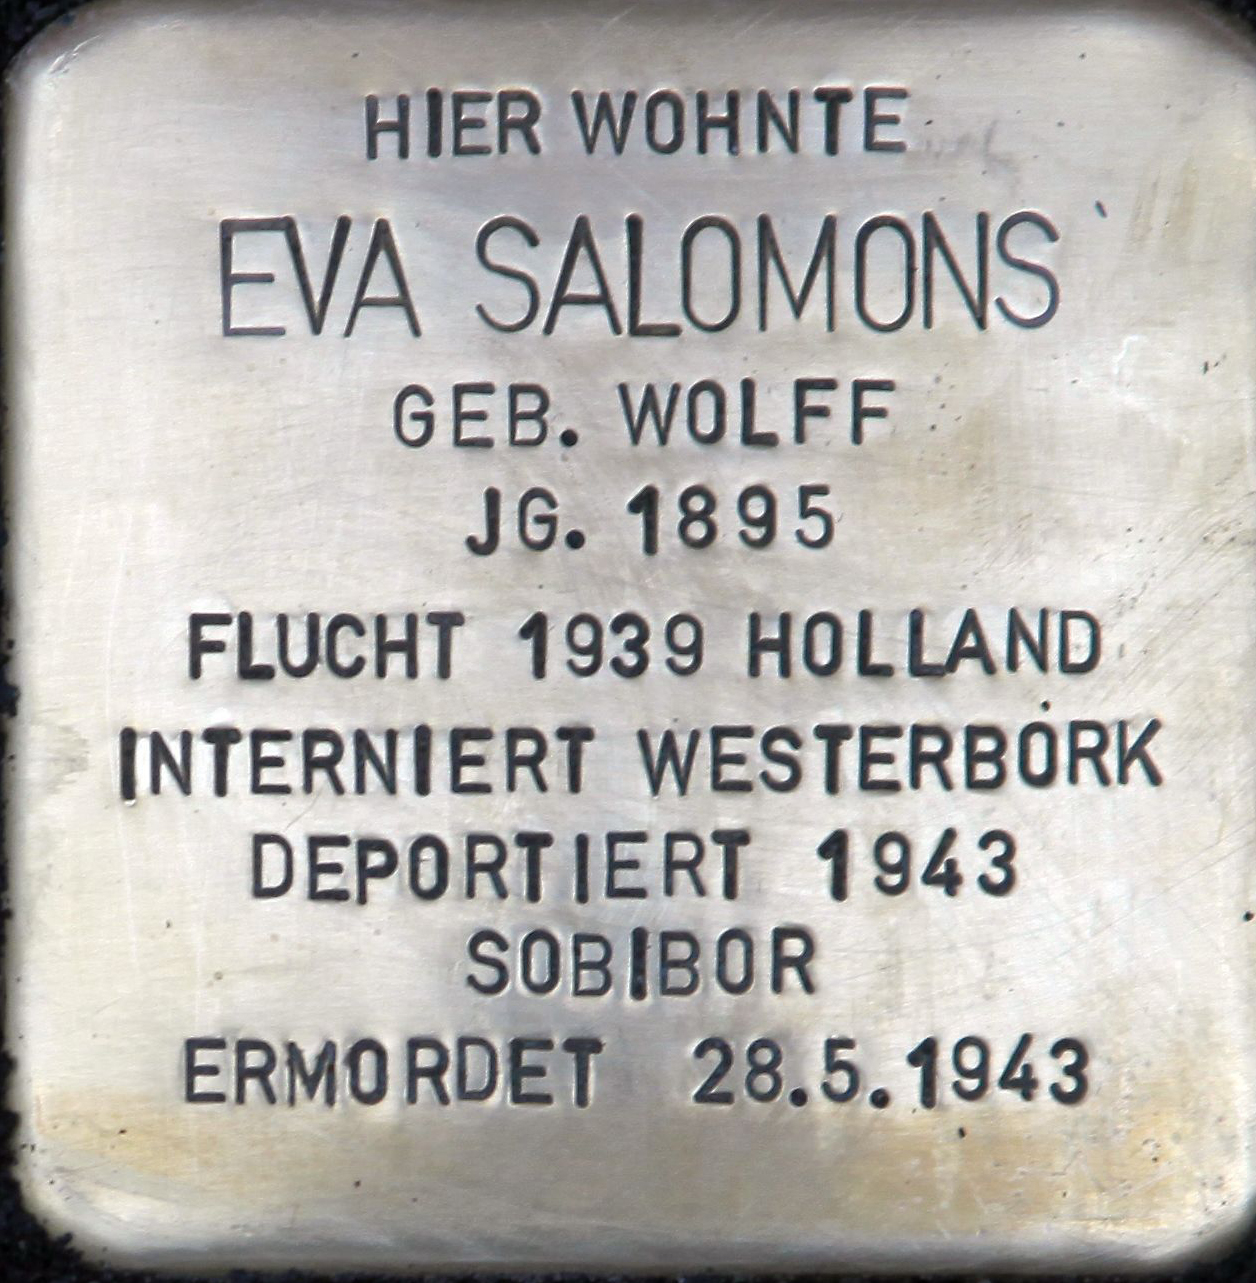 HIER WOHNTE
EVA SALOMONS
GEB. WOLFF
JG. 1895
FLUCHT 1939 HOLLAND
INTERNIERT WESTERBORK
DEPORTIERT 1943
SOBIBOR
ERMORDET 28.5.1943